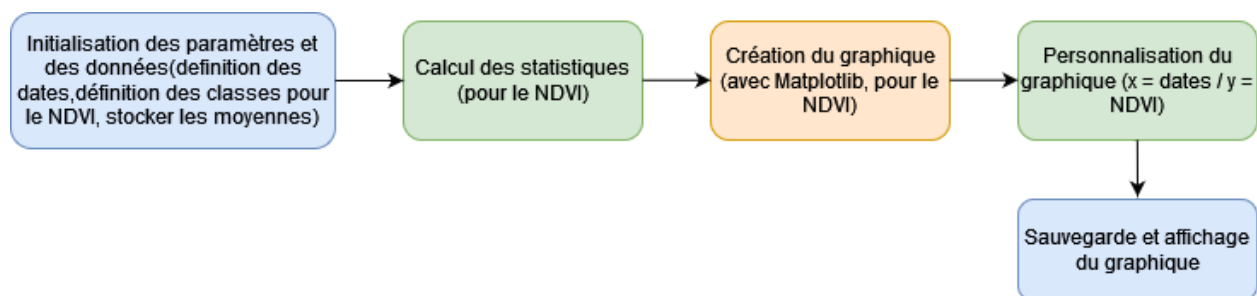 Initialisation des paramètres et
des données(definition des
dates,définition des classes pour
le NDVI, stocker les moyennes)
Calcul des statistiques
(pour le NDVI)
Création du graphique
(avec Matplotlib, pour le
NDVI)
Personnalisation du
graphique (x = dates / y =
NDVI)
Sauvegarde et affichage
du graphique